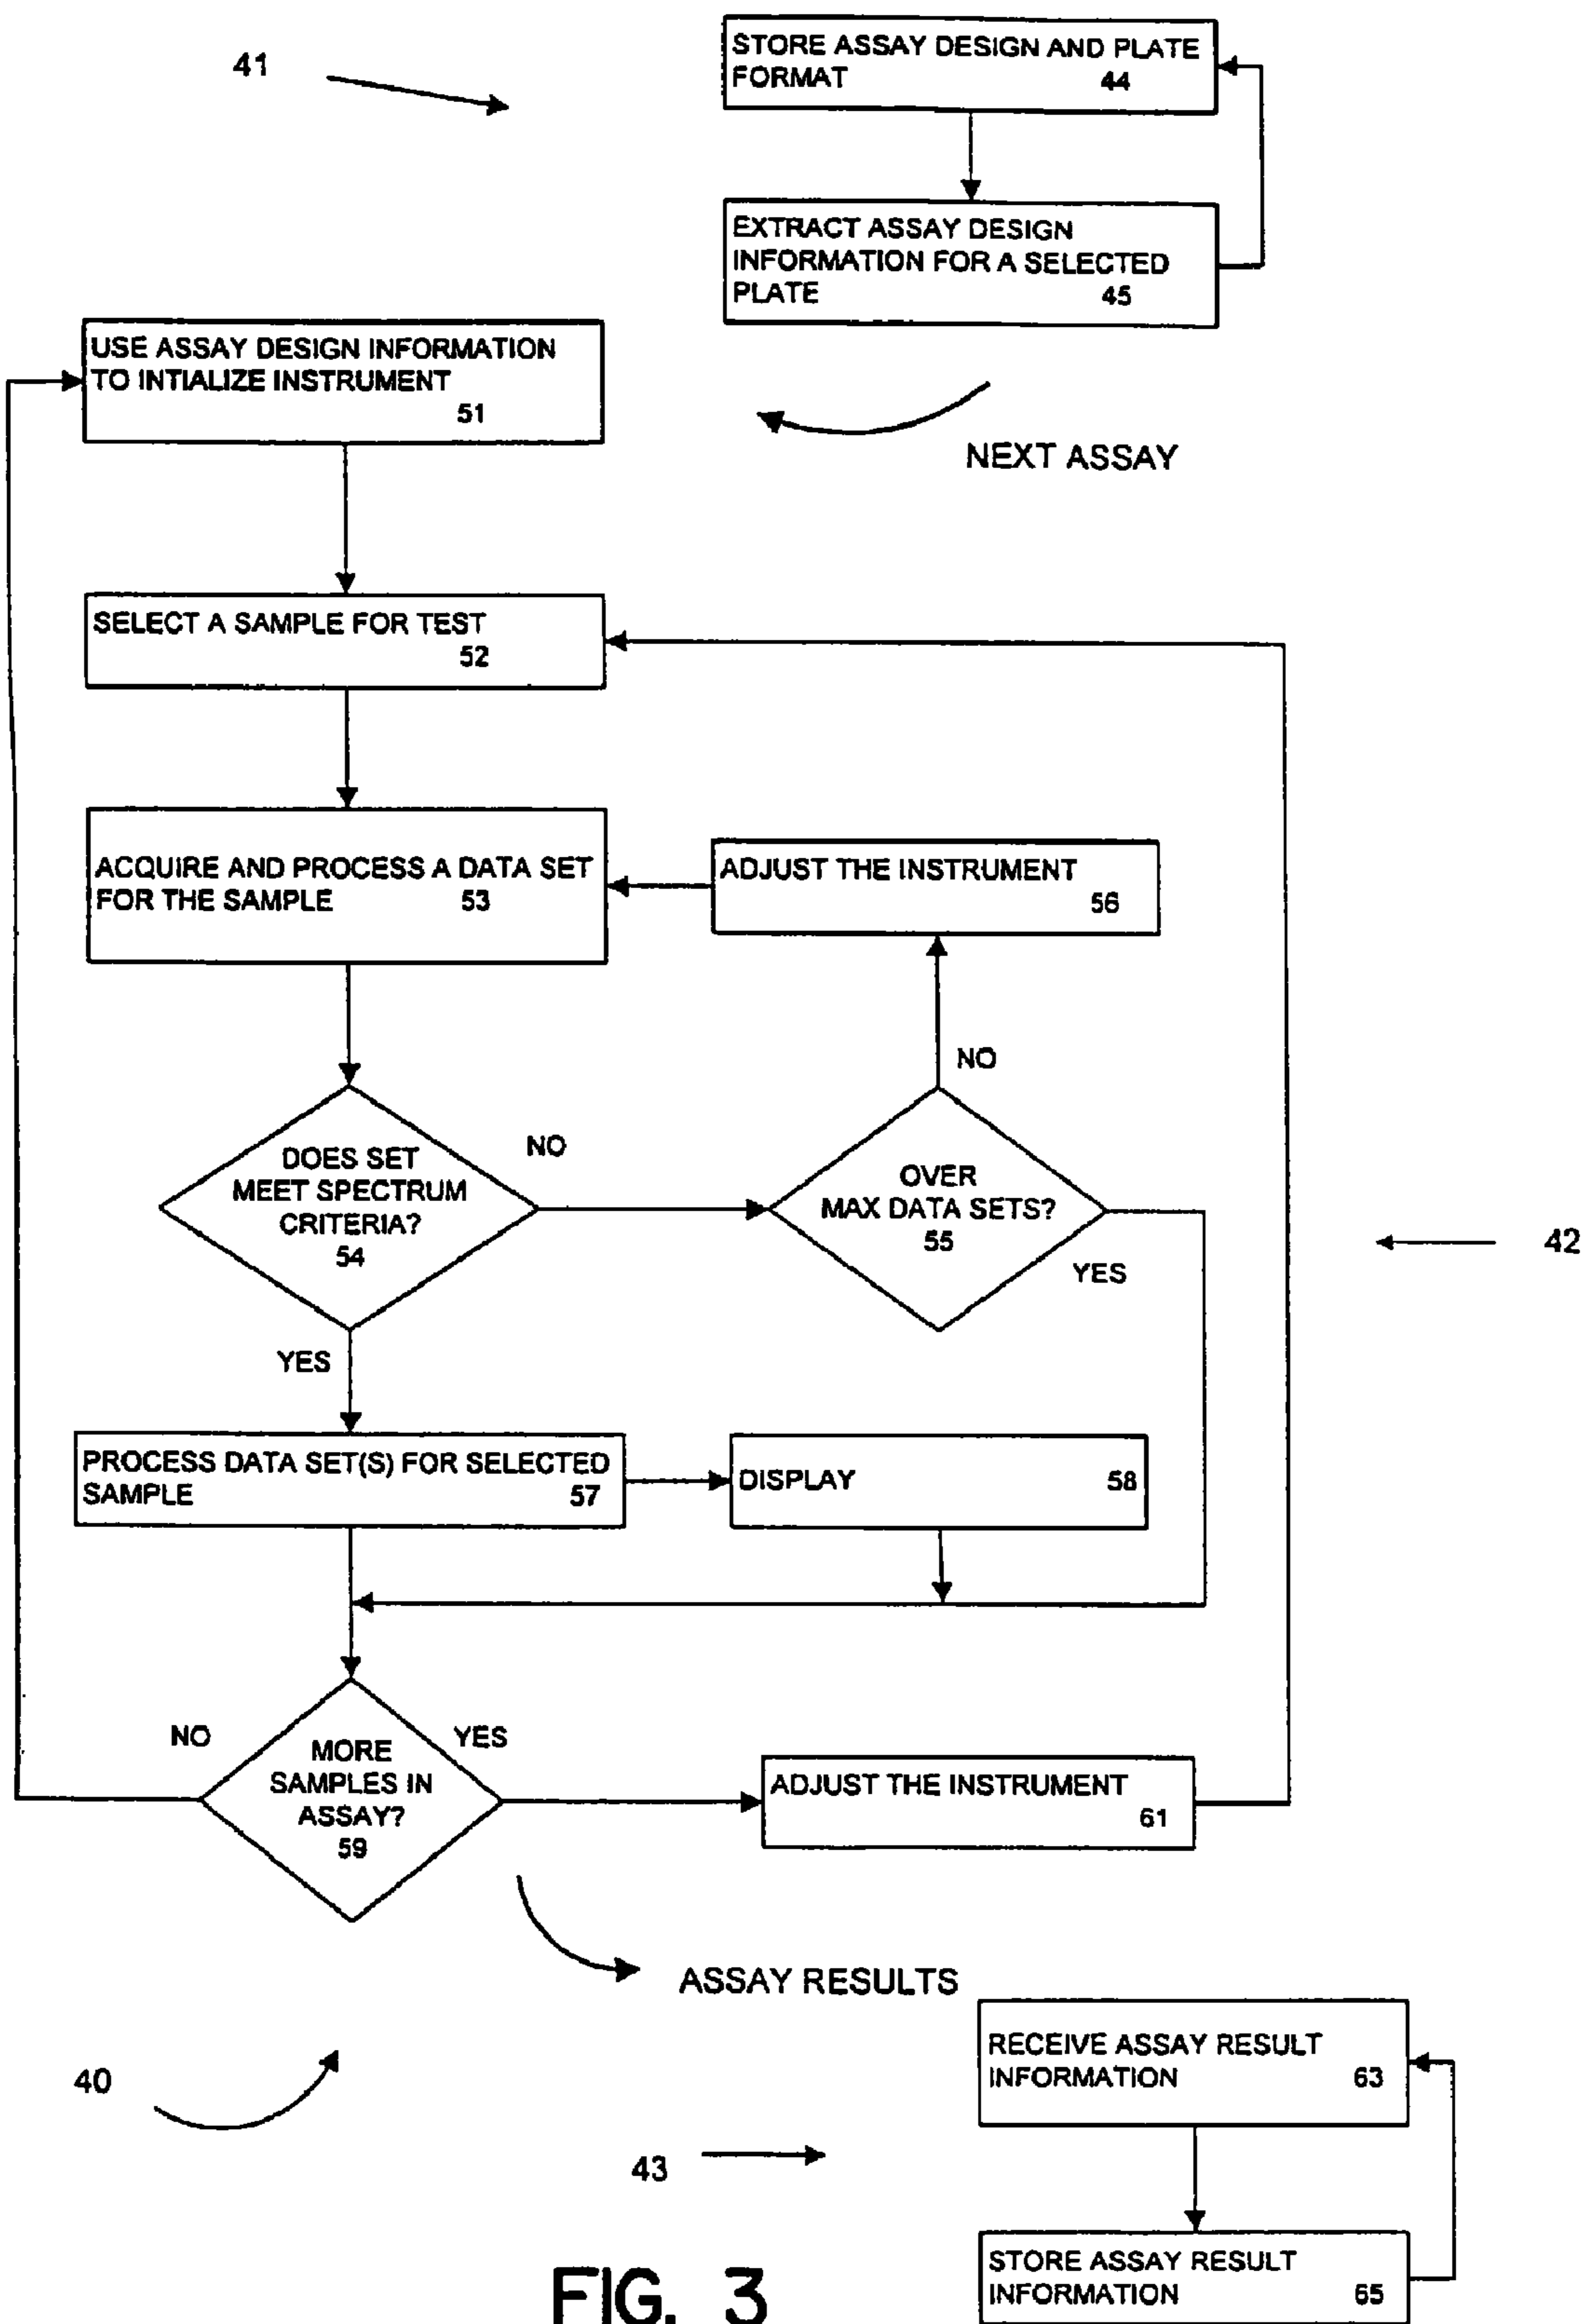 41
STORE ASSAY DESIGN AND PLATE
FORMAT 44
EXTRACT ASSAY DESIGN
INFORMATION FOR A SELECTED
PLATE 45
USE ASSAY DESIGN INFORMATION
TO INTIALIZE INSTRUMENT
51
NEXT ASSAY
SELECT A SAMPLE FOR TEST
52
ACQUIRE AND PROCESS A DATA SET
FOR THE SAMPLE 53
ADJUST THE INSTRUMENT
56
NO
DOES SET
MEET SPECTRUM
CRITERIA?
54
NO
OVER
MAX DATA SETS?
55
YES
42
YES
PROCESS DATA SET(S) FOR SELECTED
SAMPLE 57
DISPLAY 58
NO
MORE
SAMPLES IN
ASSAY?
59
YES
ADJUST THE INSTRUMENT
61
ASSAY RESULTS
40
RECEIVE ASSAY RESULT
INFORMATION 63
43
STORE ASSAY RESULT
INFORMATION 65
FIG. 3